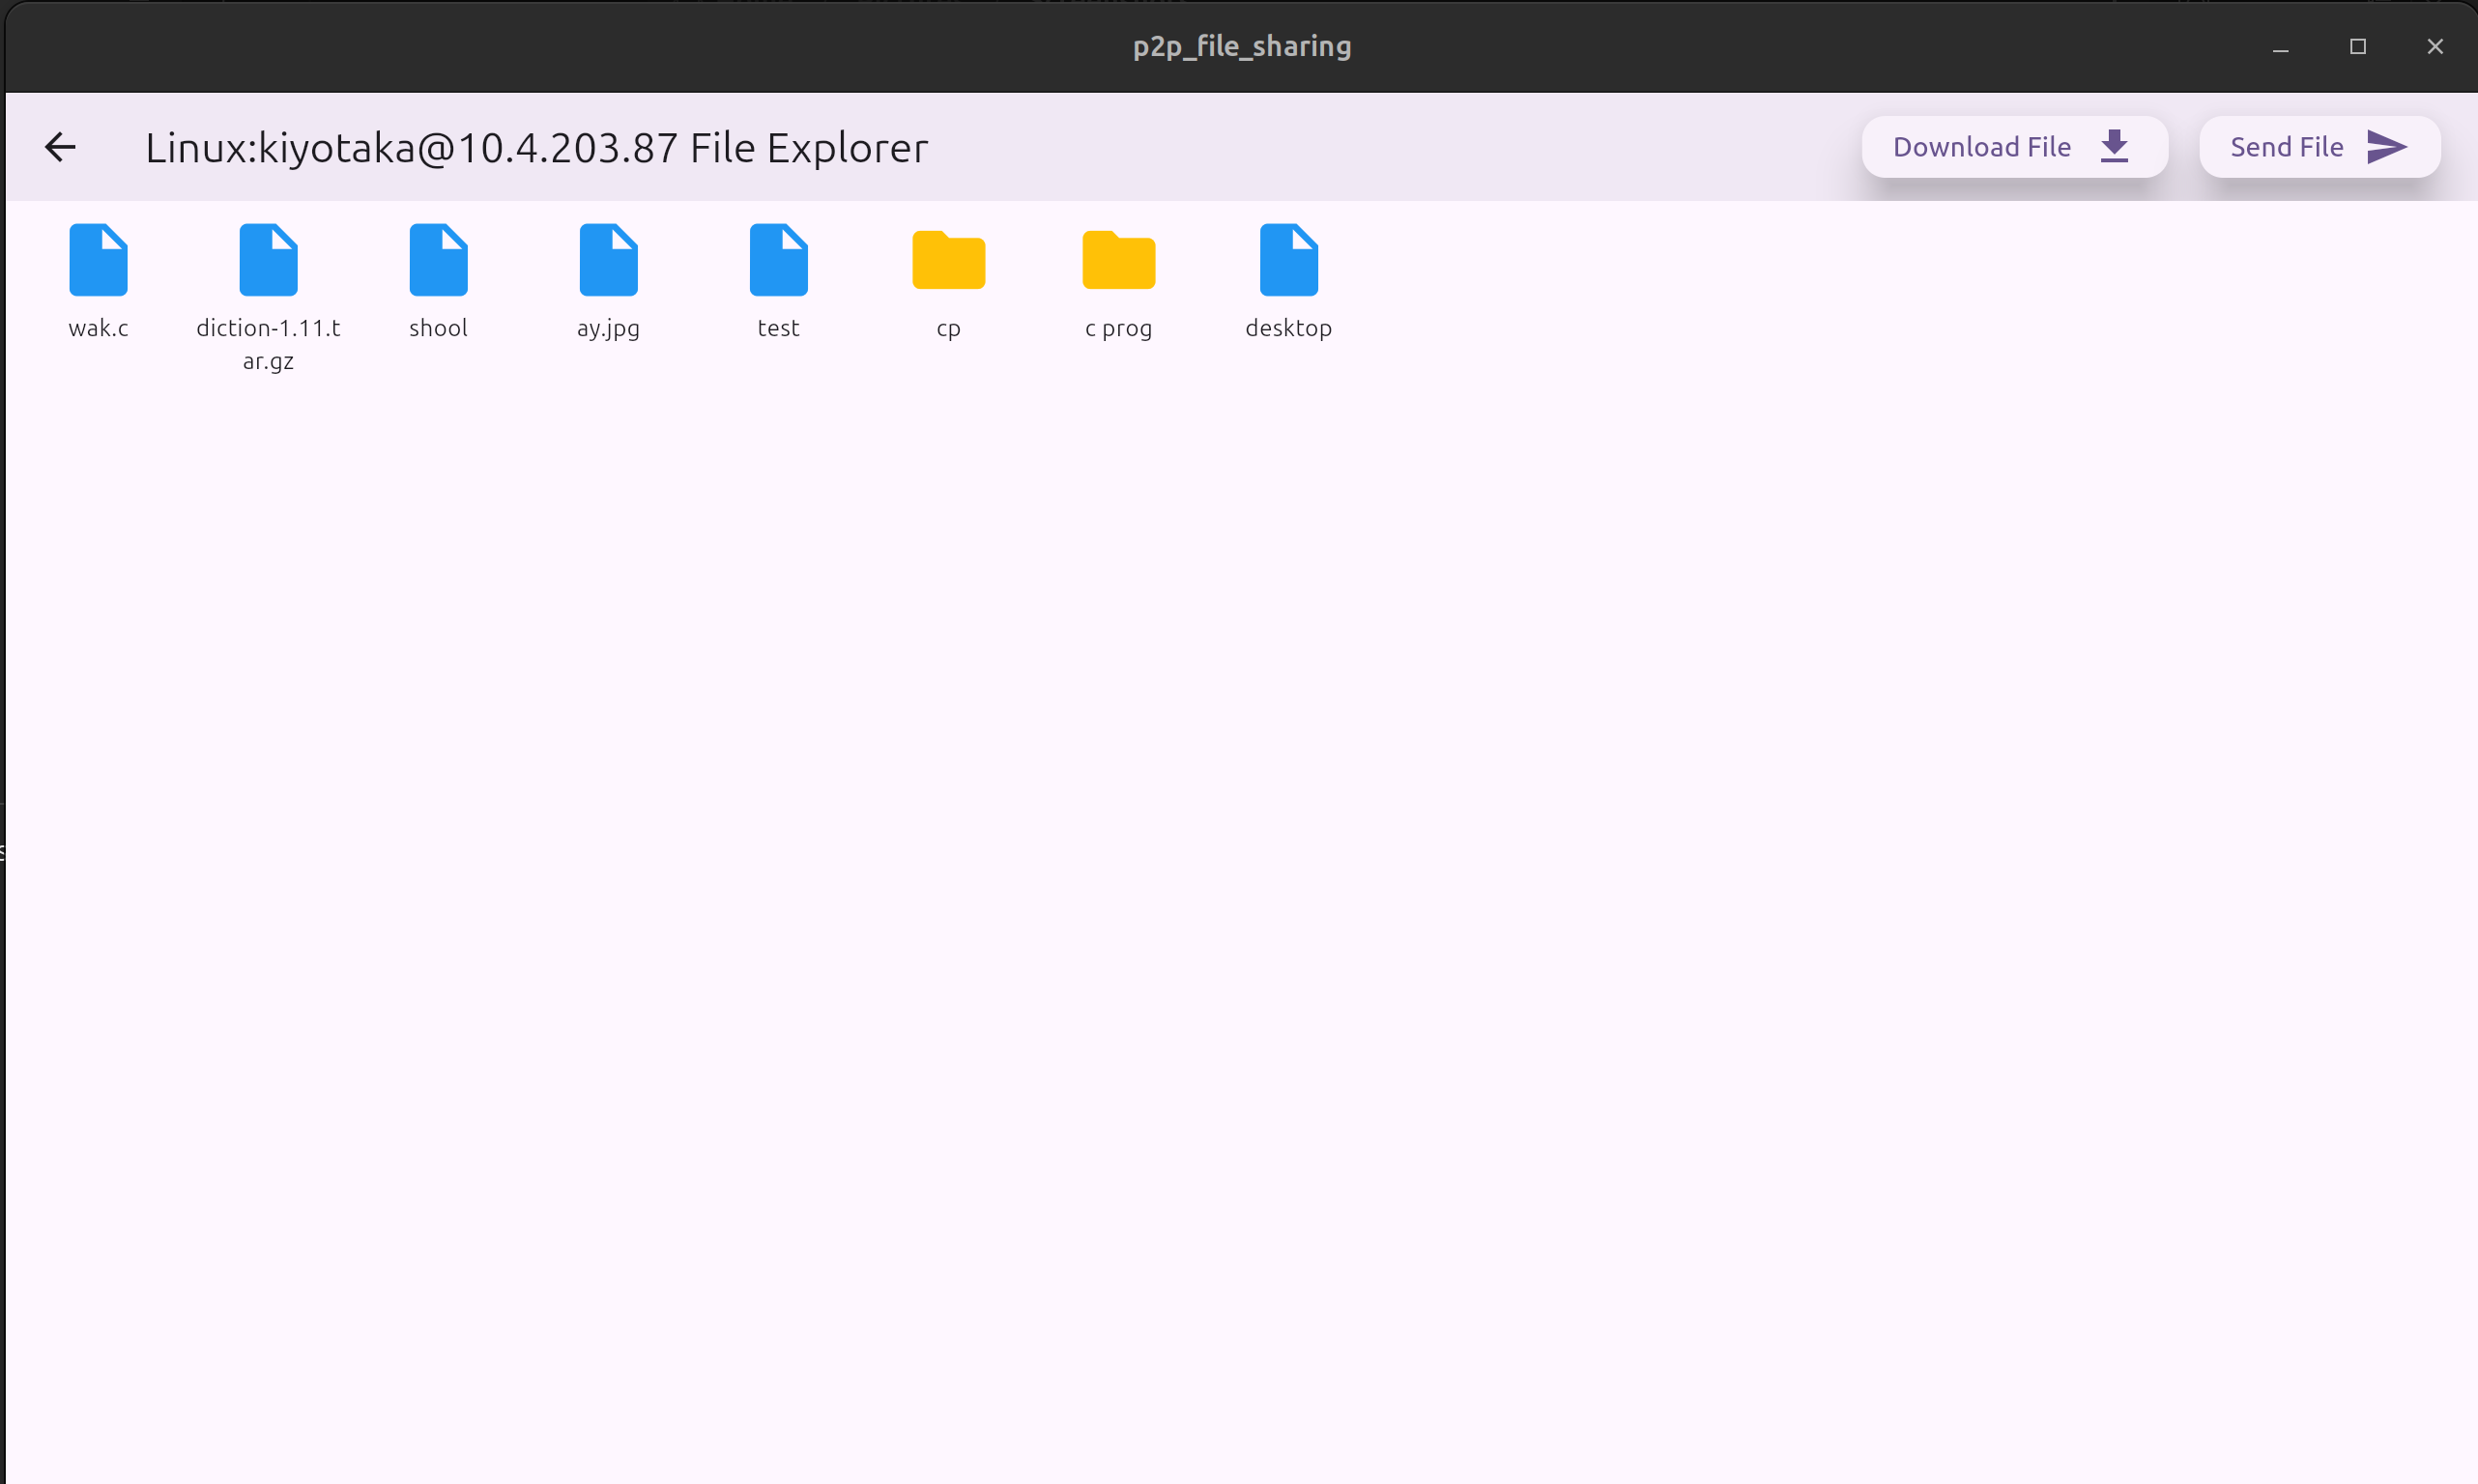 p2p_file_sharing
Linux:kiyotaka@10.4.203.87 File Explorer
Download File
Send File
wak.c
diction-1.11.t
ar.gz
shool
ay.jpg
test
cp
c prog
desktop